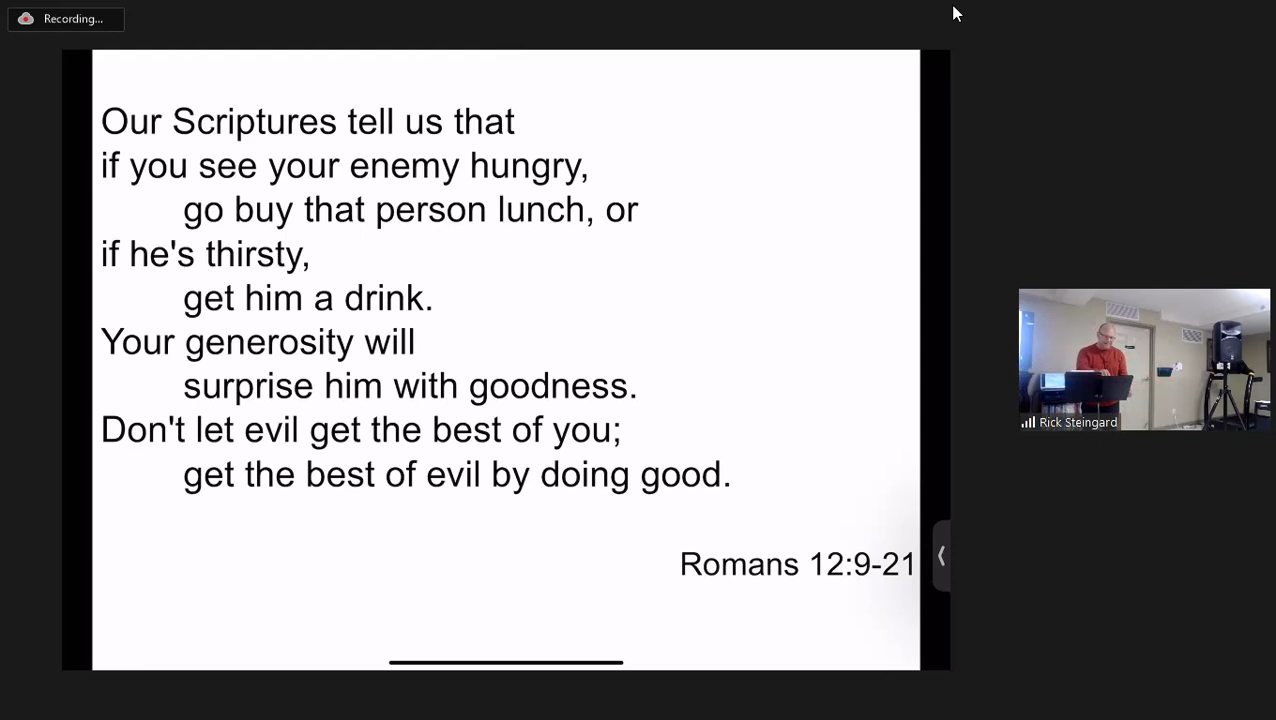 Recording...
Our Scriptures tell us that
if you see your enemy hungry,
go buy that person lunch, or
if he's thirsty,
get him a drink.
Your generosity will
surprise him with goodness.
Don't let evil get the best of you;
get the best of evil by doing good.
Romans 12:9-21
Rick Steingard